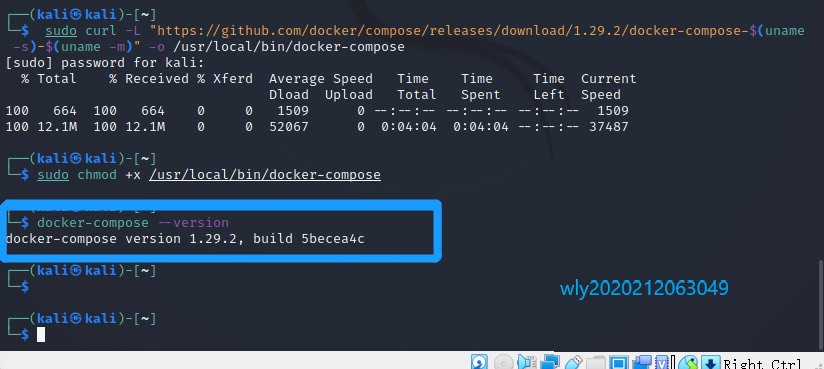 ┌──(kali㉿kali)-[~]
└─$ sudo curl -L "https://github.com/docker/compose/releases/download/1.29.2/docker-compose-$(uname
-s)-$(uname -m)" -o /usr/local/bin/docker-compose
[sudo] password for kali:
% Total % Received % Xferd Average Speed Time Time Time Current
Dload Upload Total Spent Left Speed
100 664 100 664 0 0 1509 0 --:--:-- --:--:-- --:--:-- 1509
100 12.1M 100 12.1M 0 0 52067 0 0:04:04 0:04:04 --:--:-- 37487
┌──(kali㉿kali)-[~]
└─$ sudo chmod +x /usr/local/bin/docker-compose
┌──(kali㉿kali)-[~]
└─$ docker-compose --version
docker-compose version 1.29.2, build 5becea4c
┌──(kali㉿kali)-[~]
└─$
wly2020212063049
┌──(kali㉿kali)-[~]
└─$
Right Ctrl